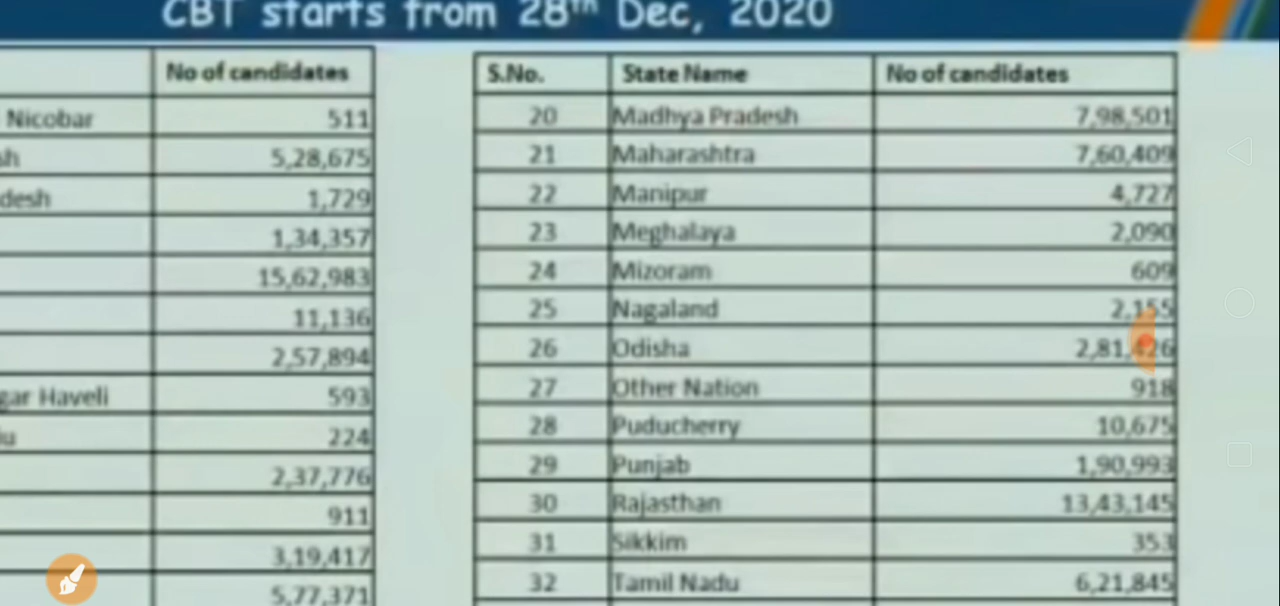 CBT starts from 28th Dec, 2020
No of candidates
Nicobar 511
sh 5,28,675
desh 1,729
1,34,357
15,62,983
11,136
2,57,894
gar Haveli 593
iu 224
2,37,776
911
3,19,417
5,77,371
S.No. State Name No of candidates
20 Madhya Pradesh 7,98,501
21 Maharashtra 7,60,409
22 Manipur 4,727
23 Meghalaya 2,090
24 Mizoram 609
25 Nagaland 2,155
26 Odisha 2,81,426
27 Other Nation 918
28 Puducherry 10,675
29 Punjab 1,90,993
30 Rajasthan 13,43,145
31 Sikkim 353
32 Tamil Nadu 6,21,845